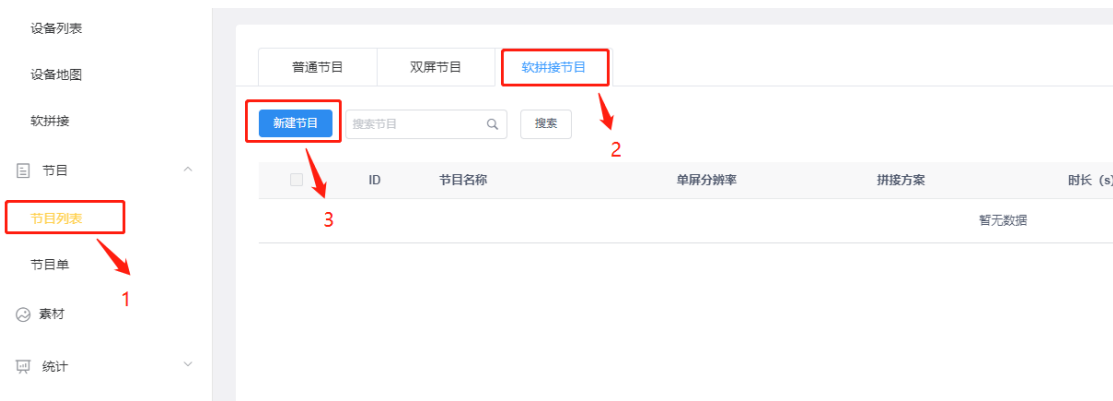 设备列表
设备地图
软拼接
节目
节目列表
1
节目单
素材
统计
普通节目 双屏节目 软拼接节目
2
新建节目 搜索节目 搜索
3
ID 节目名称 单屏分辨率 拼接方案 时长（s)
暂无数据